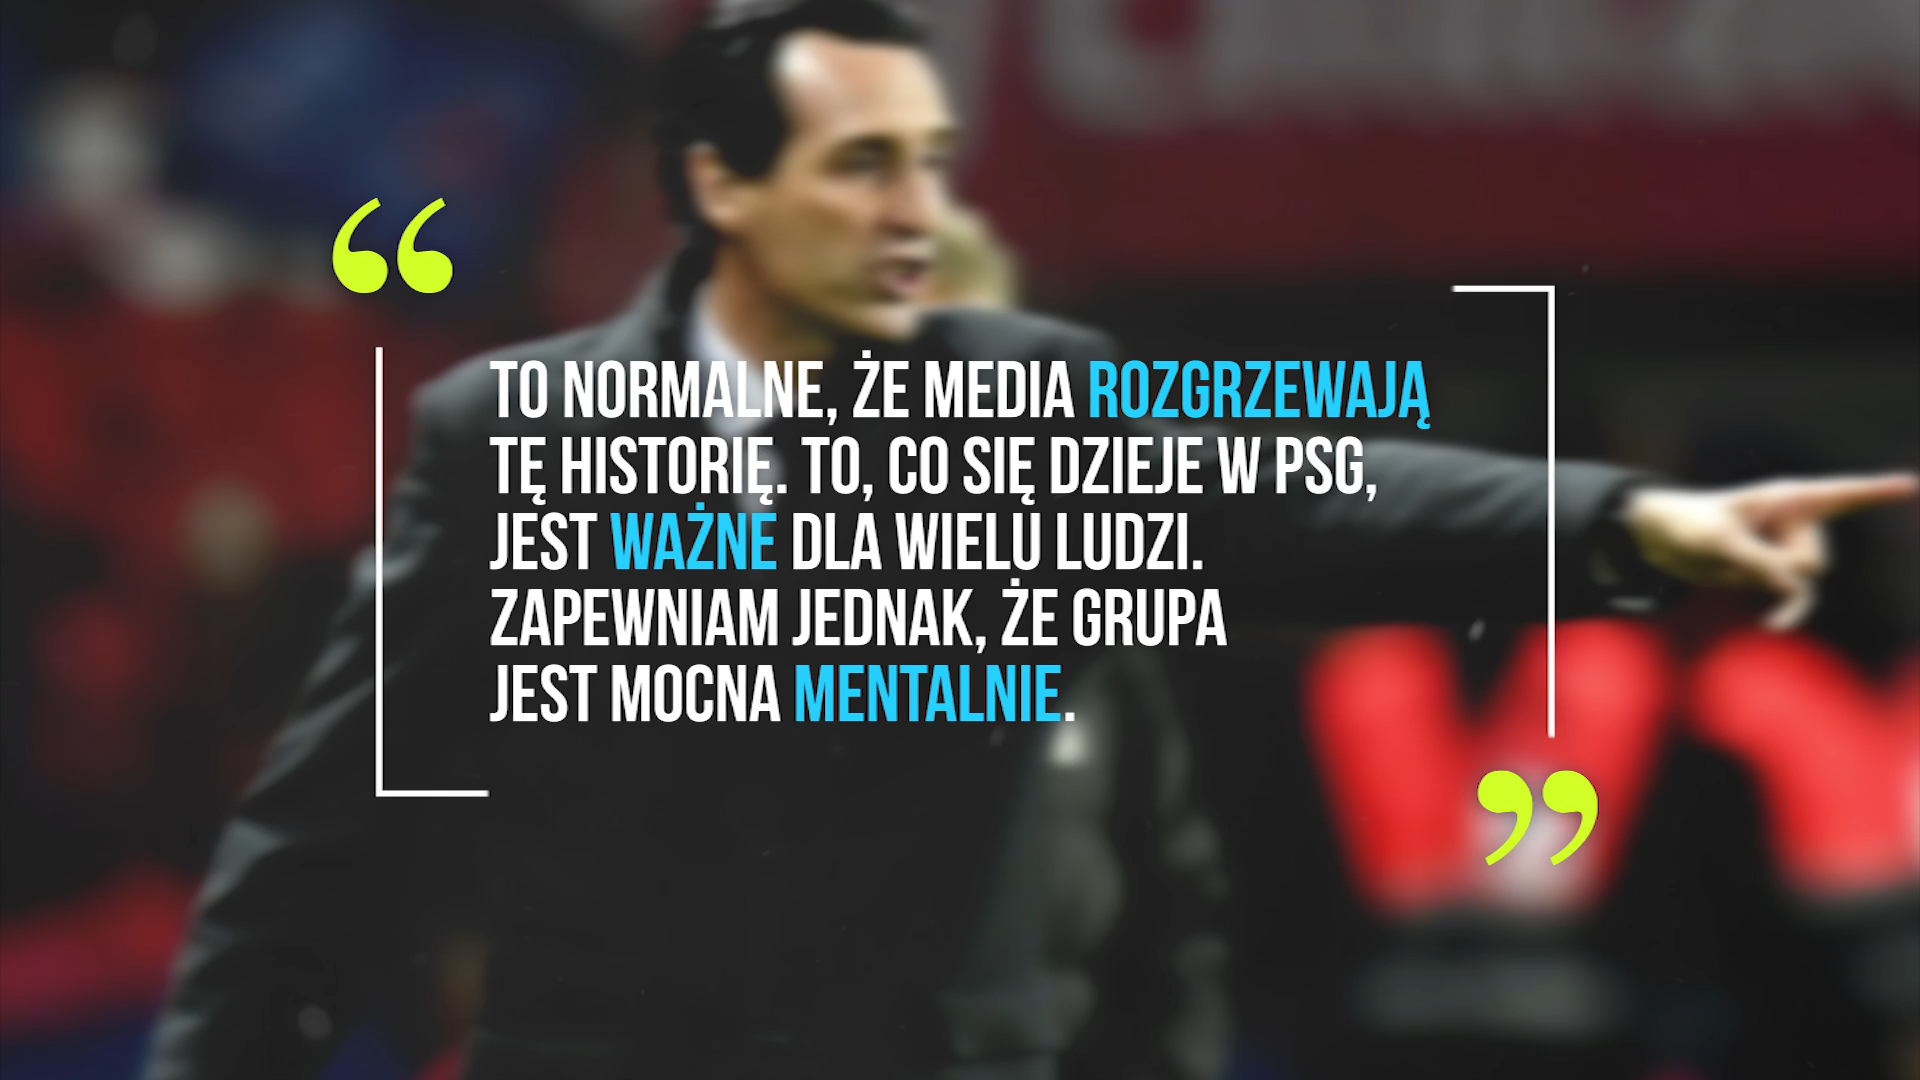 “
TO NORMALNE, ŻE MEDIA ROZGRZEWAJĄ
TĘ HISTORIĘ. TO, CO SIĘ DZIEJE W PSG,
JEST WAŻNE DLA WIELU LUDZI.
ZAPEWNIAM JEDNAK, ŻE GRUPA
JEST MOCNA MENTALNIE.
”